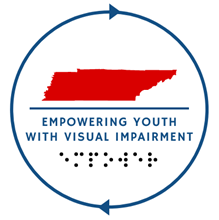 EMPOWERING YOUTH
WITH VISUAL IMPAIRMENT
⠑⠍⠏⠕⠺⠑⠗